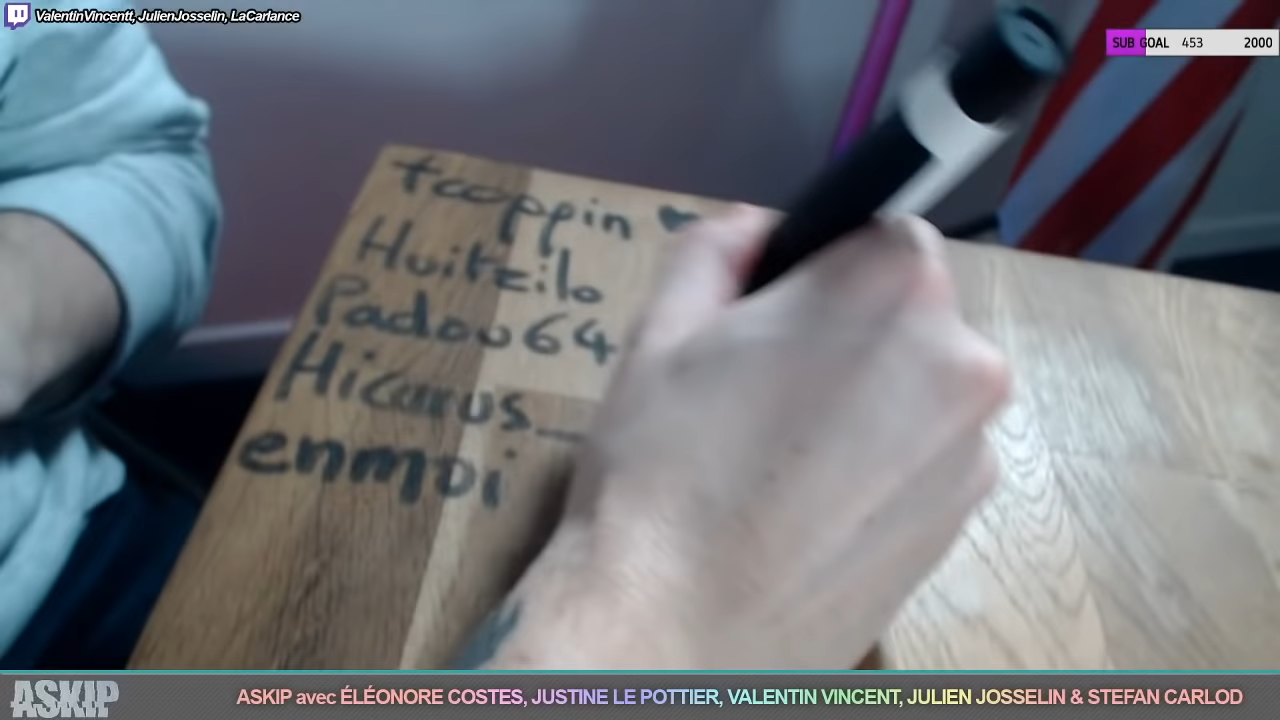 ValentinVincentt, JulienJosselin, LaCarlance
SUB GOAL 453 2000
tcoppin ♥
Huitzilo
Padou64
Hicarus_
enmoi
ASKIP
ASKIP avec ÉLÉONORE COSTES, JUSTINE LE POTTIER, VALENTIN VINCENT, JULIEN JOSSELIN & STEFAN CARLOD